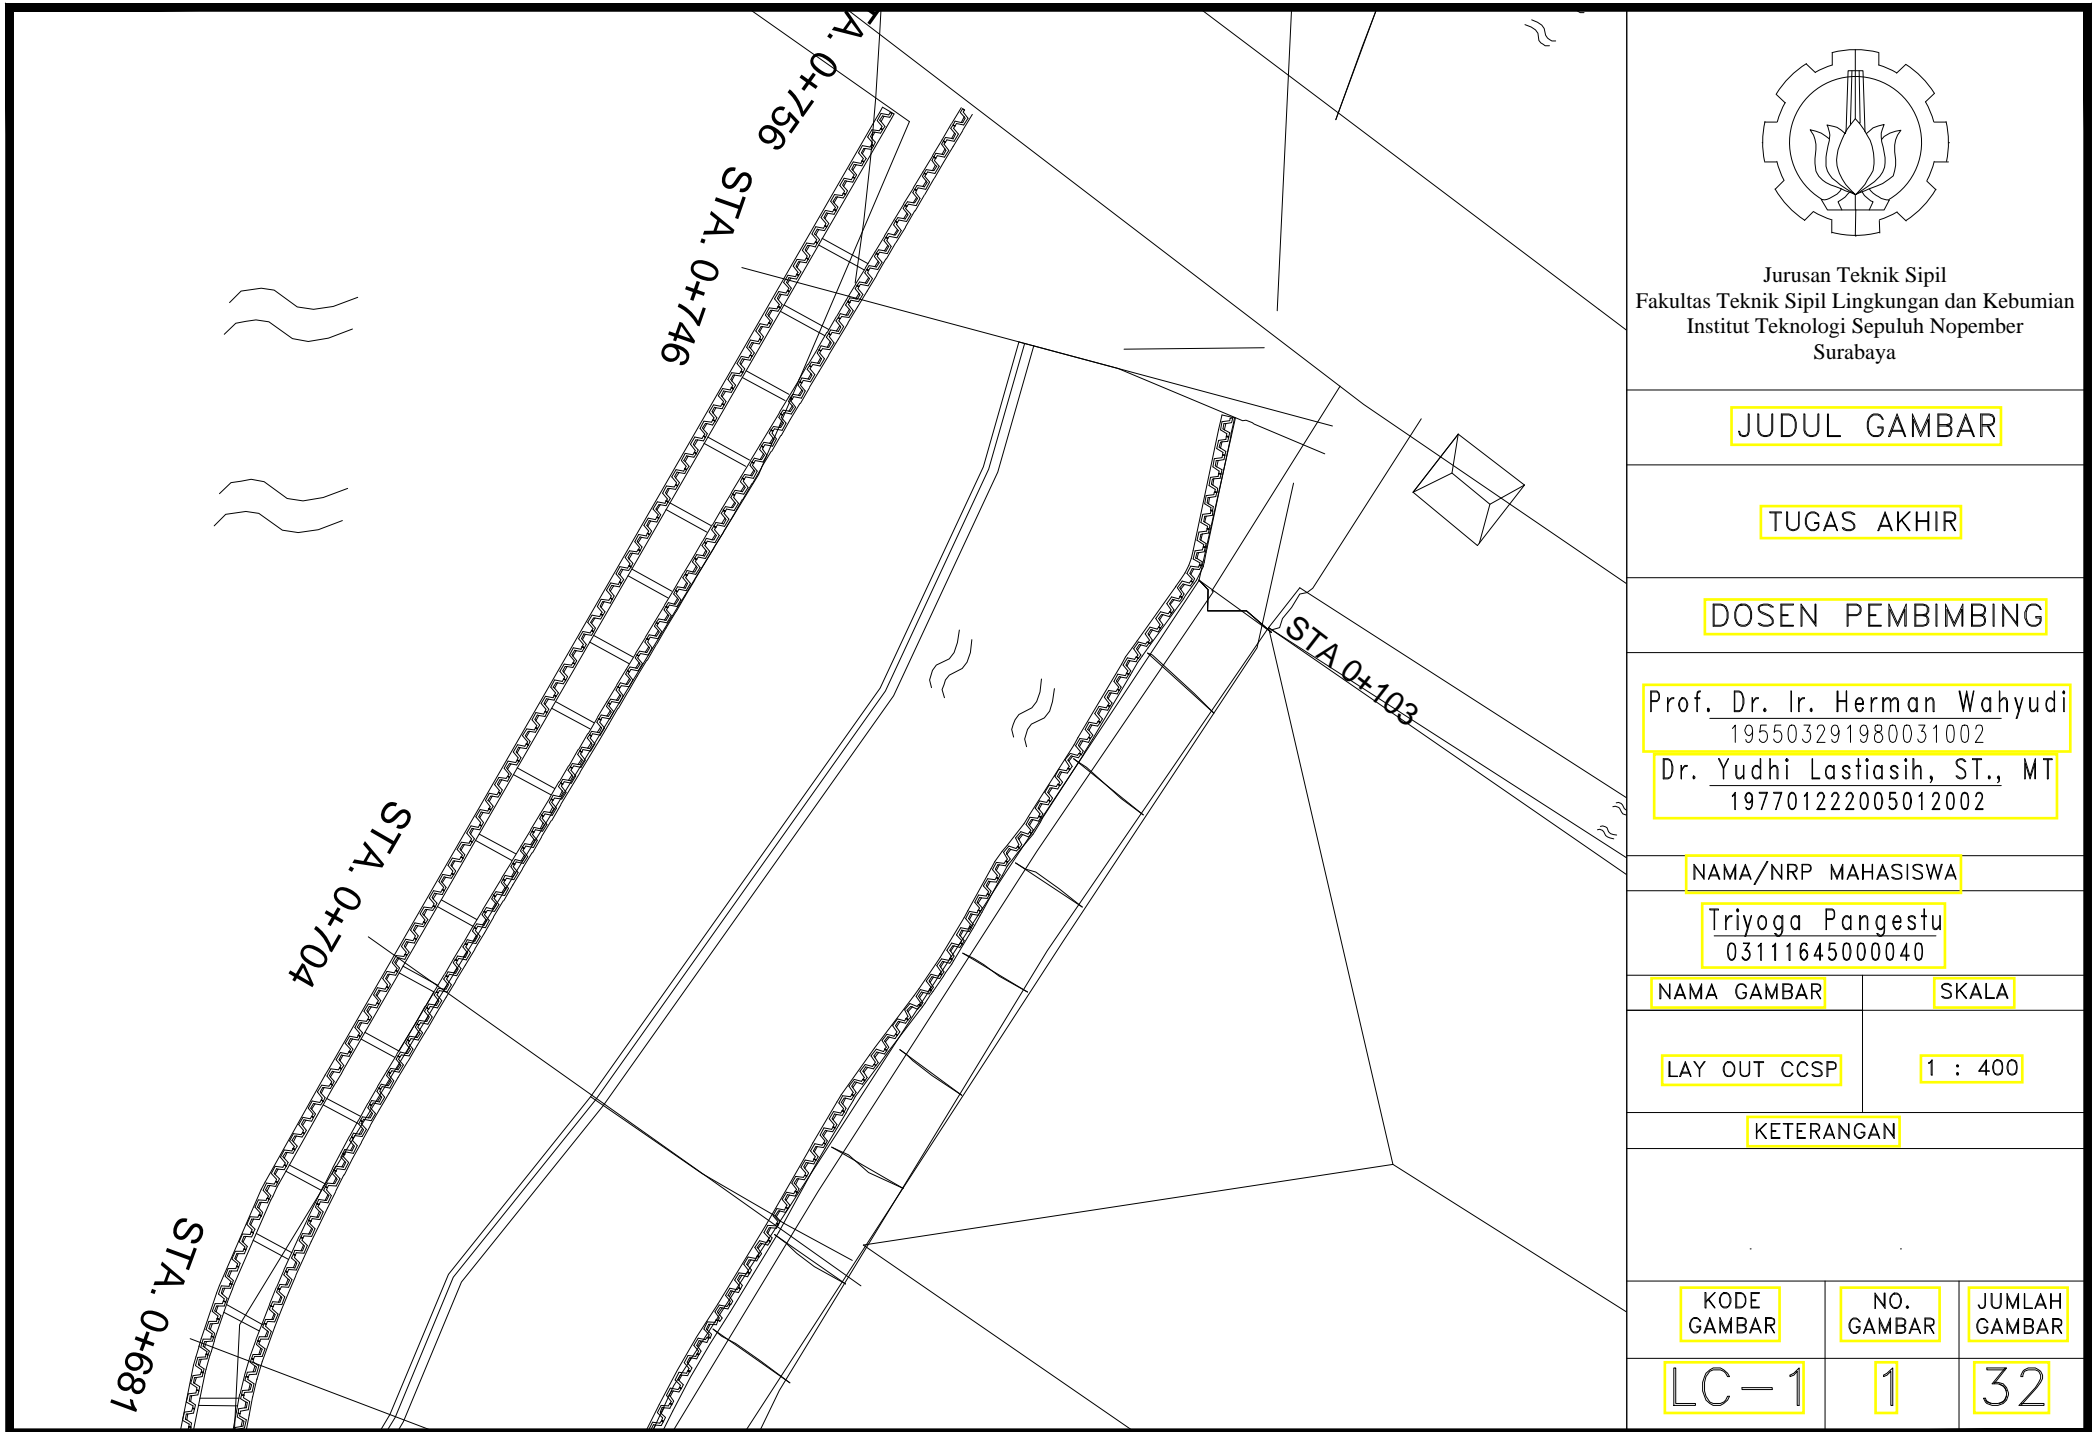 STA. 0+756
STA. 0+746
STA 0+103
STA. 0+704
STA. 0+681
Jurusan Teknik Sipil
Fakultas Teknik Sipil Lingkungan dan Kebumian
Institut Teknologi Sepuluh Nopember
Surabaya
JUDUL GAMBAR
TUGAS AKHIR
DOSEN PEMBIMBING
Prof. Dr. Ir. Herman Wahyudi
195503291980031002
Dr. Yudhi Lastiasih, ST., MT
197701222005012002
NAMA/NRP MAHASISWA
Triyoga Pangestu
03111645000040
NAMA GAMBAR
SKALA
LAY OUT CCSP
1 : 400
KETERANGAN
KODE
GAMBAR
NO.
GAMBAR
JUMLAH
GAMBAR
LC-1
1
32